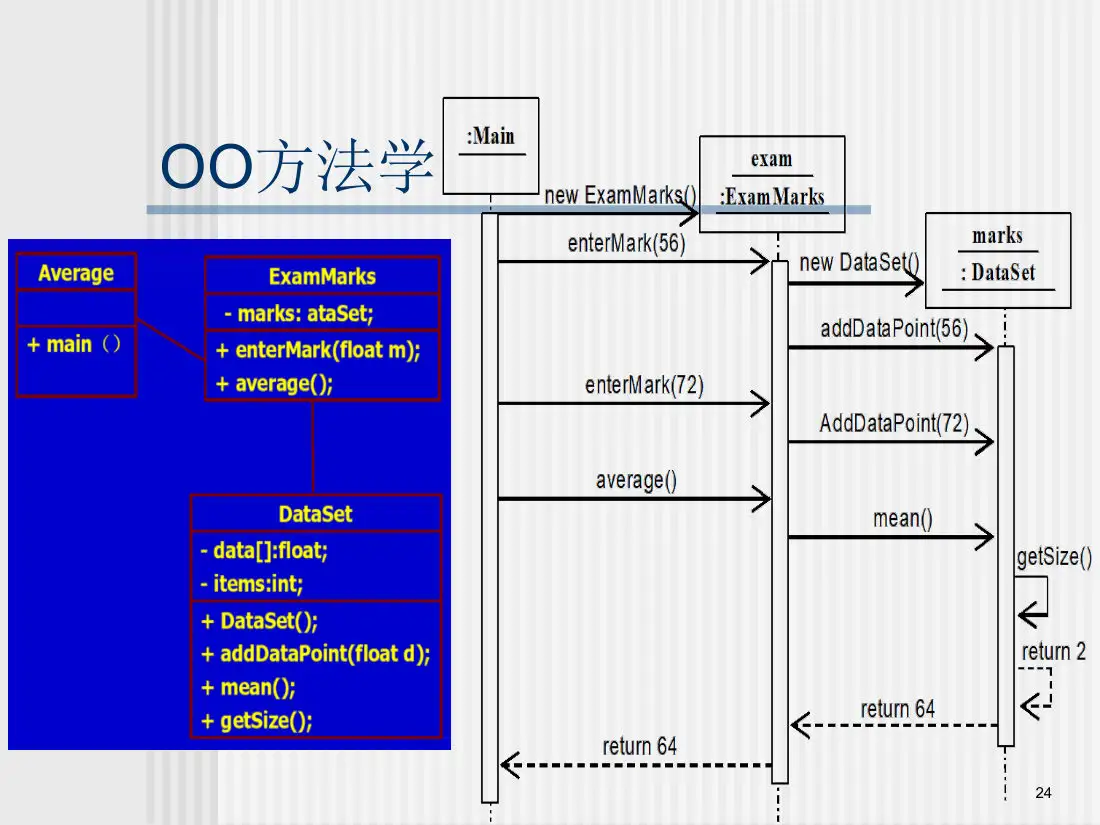 OO方法学
Average
+ main（）
ExamMarks
- marks: ataSet;
+ enterMark(float m);
+ average();
DataSet
- data[]:float;
- items:int;
+ DataSet();
+ addDataPoint(float d);
+ mean();
+ getSize();
:Main
exam
:ExamMarks
marks
: DataSet
new ExamMarks()
enterMark(56)
new DataSet()
addDataPoint(56)
enterMark(72)
AddDataPoint(72)
average()
mean()
getSize()
return 2
return 64
return 64
24